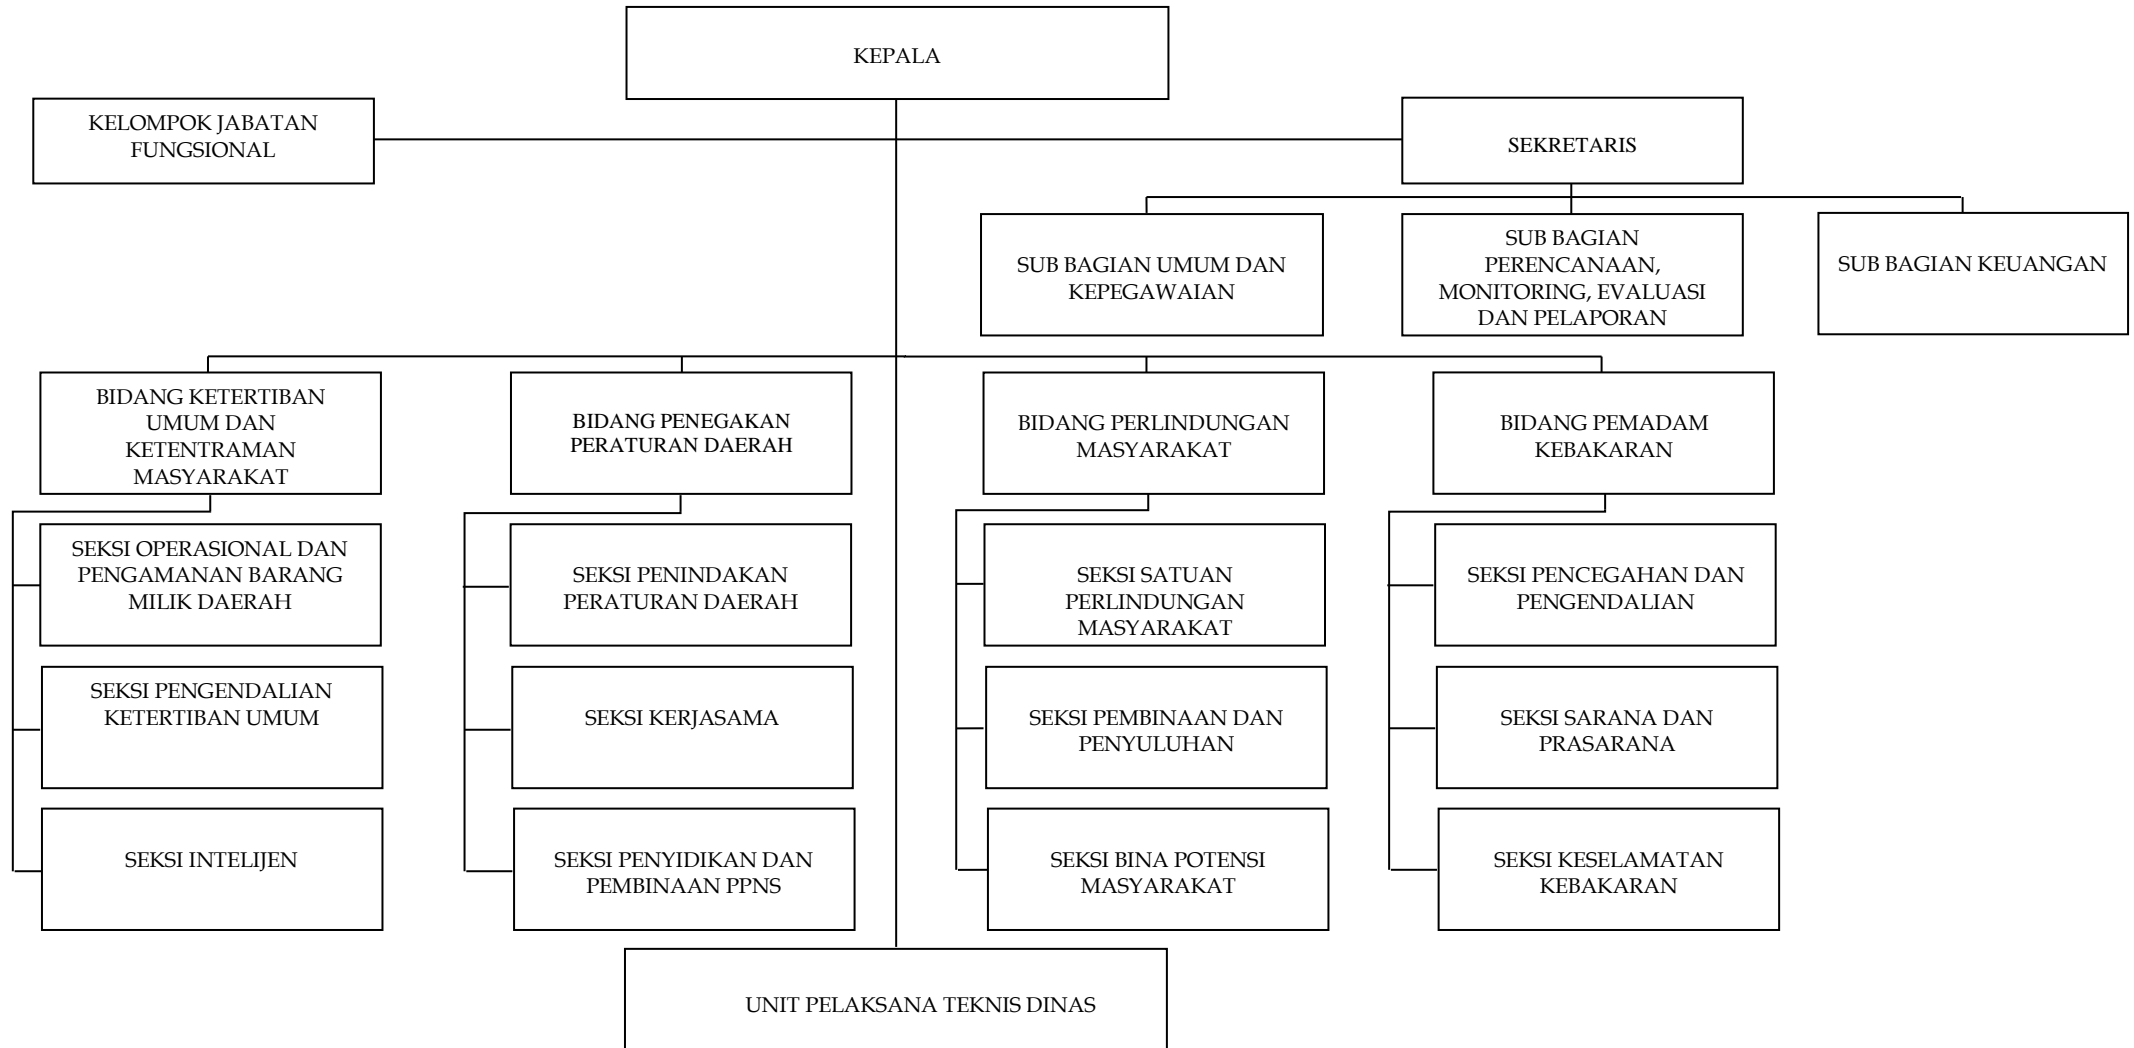 KEPALA
KELOMPOK JABATAN
FUNGSIONAL
SEKRETARIS
SUB BAGIAN UMUM DAN
KEPEGAWAIAN
SUB BAGIAN
PERENCANAAN,
MONITORING, EVALUASI
DAN PELAPORAN
SUB BAGIAN KEUANGAN
BIDANG KETERTIBAN
UMUM DAN
KETENTRAMAN
MASYARAKAT
BIDANG PENEGAKAN
PERATURAN DAERAH
BIDANG PERLINDUNGAN
MASYARAKAT
BIDANG PEMADAM
KEBAKARAN
SEKSI OPERASIONAL DAN
PENGAMANAN BARANG
MILIK DAERAH
SEKSI PENINDAKAN
PERATURAN DAERAH
SEKSI SATUAN
PERLINDUNGAN
MASYARAKAT
SEKSI PENCEGAHAN DAN
PENGENDALIAN
SEKSI PENGENDALIAN
KETERTIBAN UMUM
SEKSI KERJASAMA
SEKSI PEMBINAAN DAN
PENYULUHAN
SEKSI SARANA DAN
PRASARANA
SEKSI INTELIJEN
SEKSI PENYIDIKAN DAN
PEMBINAAN PPNS
SEKSI BINA POTENSI
MASYARAKAT
SEKSI KESELAMATAN
KEBAKARAN
UNIT PELAKSANA TEKNIS DINAS